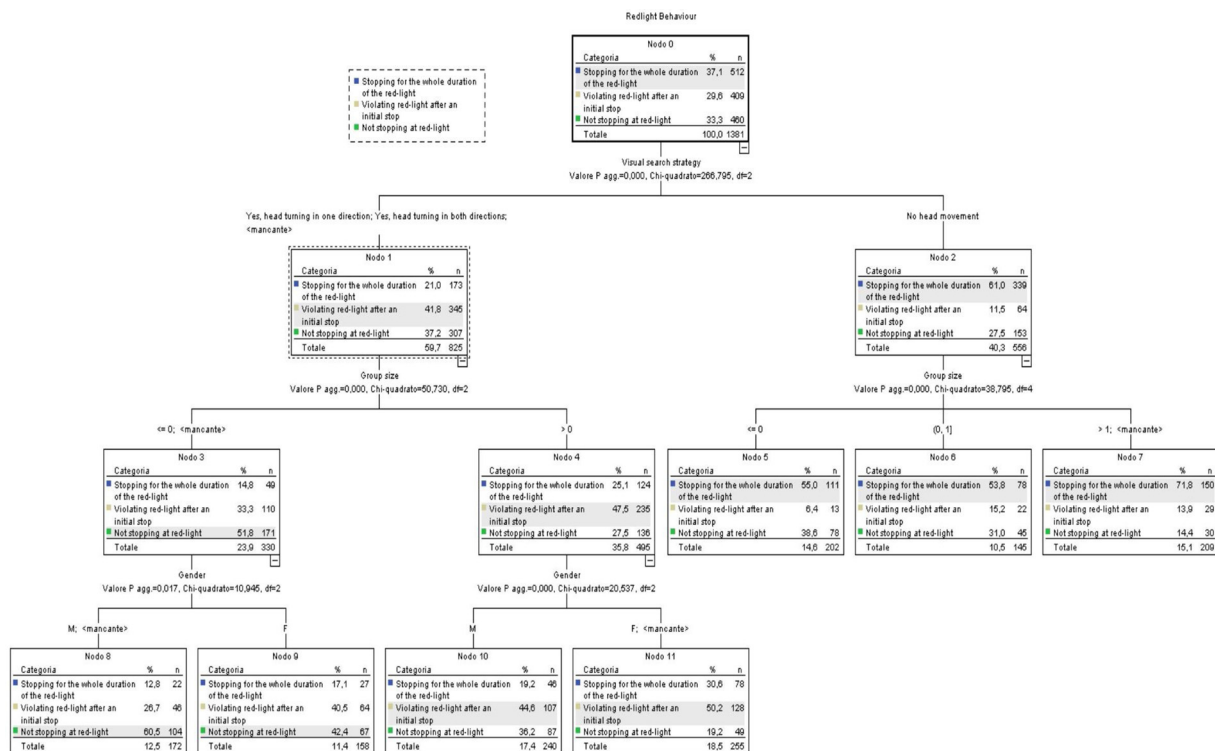 Redlight Behaviour
Stopping for the whole duration
of the red-light
Violating red-light after an
initial stop
Not stopping at red-light
Nodo 0
Categoria % n
Stopping for the whole duration 37,1 512
of the red-light
Violating red-light after an 29,6 409
initial stop
Not stopping at red-light 33,3 460
Totale 100,0 1381
Visual search strategy
Valore P agg.=0,000, Chi-quadrato=266,795, df=2
Yes, head turning in one direction; Yes, head turning in both directions;
<mancante>
No head movement
Nodo 1
Categoria % n
Stopping for the whole duration 21,0 173
of the red-light
Violating red-light after an 41,8 345
initial stop
Not stopping at red-light 37,2 307
Totale 59,7 825
Nodo 2
Categoria % n
Stopping for the whole duration 61,0 339
of the red-light
Violating red-light after an 11,5 64
initial stop
Not stopping at red-light 27,5 153
Totale 40,3 556
Group size
Valore P agg.=0,000, Chi-quadrato=50,730, df=2
Group size
Valore P agg.=0,000, Chi-quadrato=38,795, df=4
<= 0; <mancante>
> 0
<= 0
(0, 1]
> 1; <mancante>
Nodo 3
Categoria % n
Stopping for the whole duration 14,8 49
of the red-light
Violating red-light after an 33,3 110
initial stop
Not stopping at red-light 51,8 171
Totale 23,9 330
Nodo 4
Categoria % n
Stopping for the whole duration 25,1 124
of the red-light
Violating red-light after an 47,5 235
initial stop
Not stopping at red-light 27,5 136
Totale 35,8 495
Nodo 5
Categoria % n
Stopping for the whole duration 55,0 111
of the red-light
Violating red-light after an 6,4 13
initial stop
Not stopping at red-light 38,6 78
Totale 14,6 202
Nodo 6
Categoria % n
Stopping for the whole duration 53,8 78
of the red-light
Violating red-light after an 15,2 22
initial stop
Not stopping at red-light 31,0 45
Totale 10,5 145
Nodo 7
Categoria % n
Stopping for the whole duration 71,8 150
of the red-light
Violating red-light after an 13,9 29
initial stop
Not stopping at red-light 14,4 30
Totale 15,1 209
Gender
Valore P agg.=0,017, Chi-quadrato=10,945, df=2
Gender
Valore P agg.=0,000, Chi-quadrato=20,537, df=2
M; <mancante>
F
M
F; <mancante>
Nodo 8
Categoria % n
Stopping for the whole duration 12,8 22
of the red-light
Violating red-light after an 26,7 46
initial stop
Not stopping at red-light 60,5 104
Totale 12,5 172
Nodo 9
Categoria % n
Stopping for the whole duration 17,1 27
of the red-light
Violating red-light after an 40,5 64
initial stop
Not stopping at red-light 42,4 67
Totale 11,4 158
Nodo 10
Categoria % n
Stopping for the whole duration 19,2 46
of the red-light
Violating red-light after an 44,6 107
initial stop
Not stopping at red-light 36,2 87
Totale 17,4 240
Nodo 11
Categoria % n
Stopping for the whole duration 30,6 78
of the red-light
Violating red-light after an 50,2 128
initial stop
Not stopping at red-light 19,2 49
Totale 18,5 255